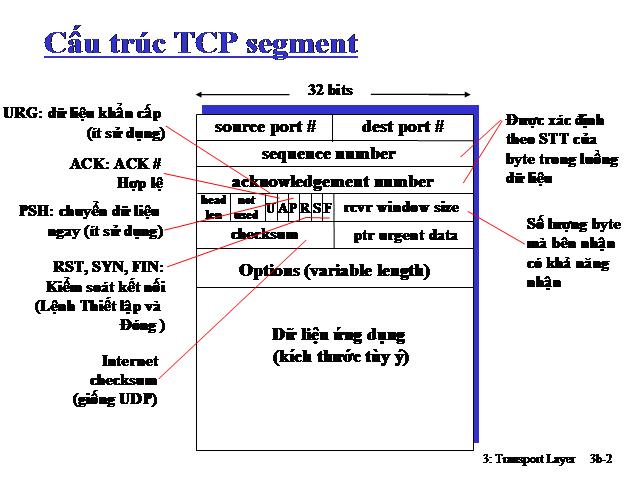 Cấu trúc TCP segment
32 bits
URG: dữ liệu khẩn cấp
(ít sử dụng)
ACK: ACK #
Hợp lệ
PSH: chuyển dữ liệu
ngay (ít sử dụng)
RST, SYN, FIN:
Kiểm soát kết nối
(Lệnh Thiết lập và
Đóng )
Internet
checksum
(giống UDP)
source port #
dest port #
sequence number
acknowledgement number
head
len
not
used
U A P R S F
rcvr window size
checksum
ptr urgent data
Options (variable length)
Dữ liệu ứng dụng
(kích thước tùy ý)
Được xác định
theo STT của
byte trong luồng
dữ liệu
Số lượng byte
mà bên nhận
có khả năng
nhận
3: Transport Layer 3b-2